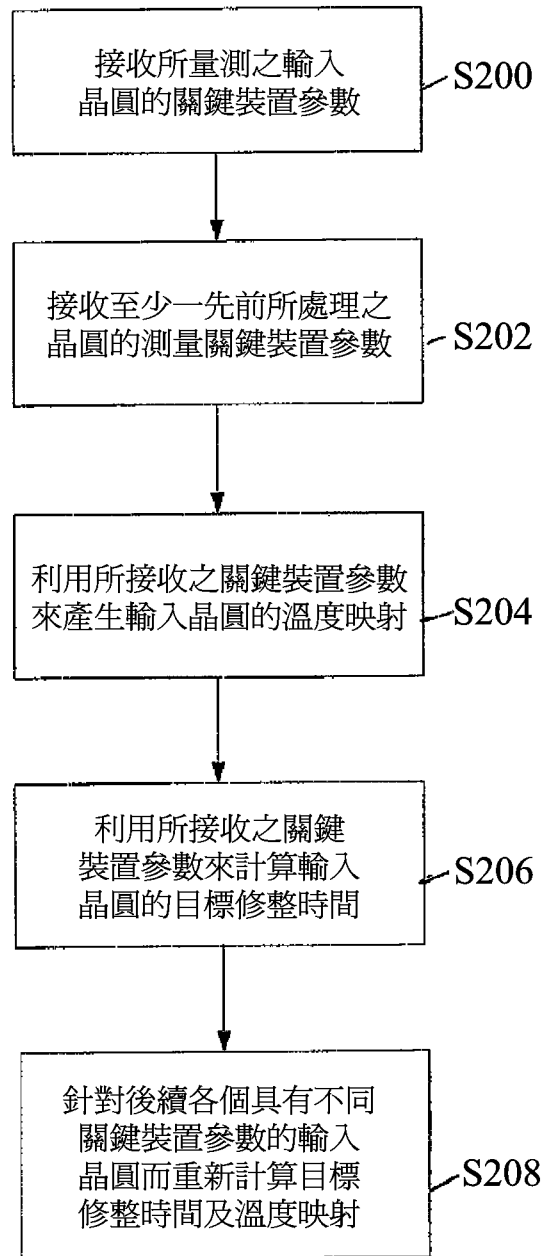 接收所量測之輸入
晶圓的關鍵裝置參數
S200
接收至少一先前所處理之
晶圓的測量關鍵裝置參數
S202
利用所接收之關鍵裝置參數
來產生輸入晶圓的溫度映射
S204
利用所接收之關鍵
裝置參數來計算輸入
晶圓的目標修整時間
S206
針對後續各個具有不同
關鍵裝置參數的輸入
晶圓而重新計算目標
修整時間及溫度映射
S208